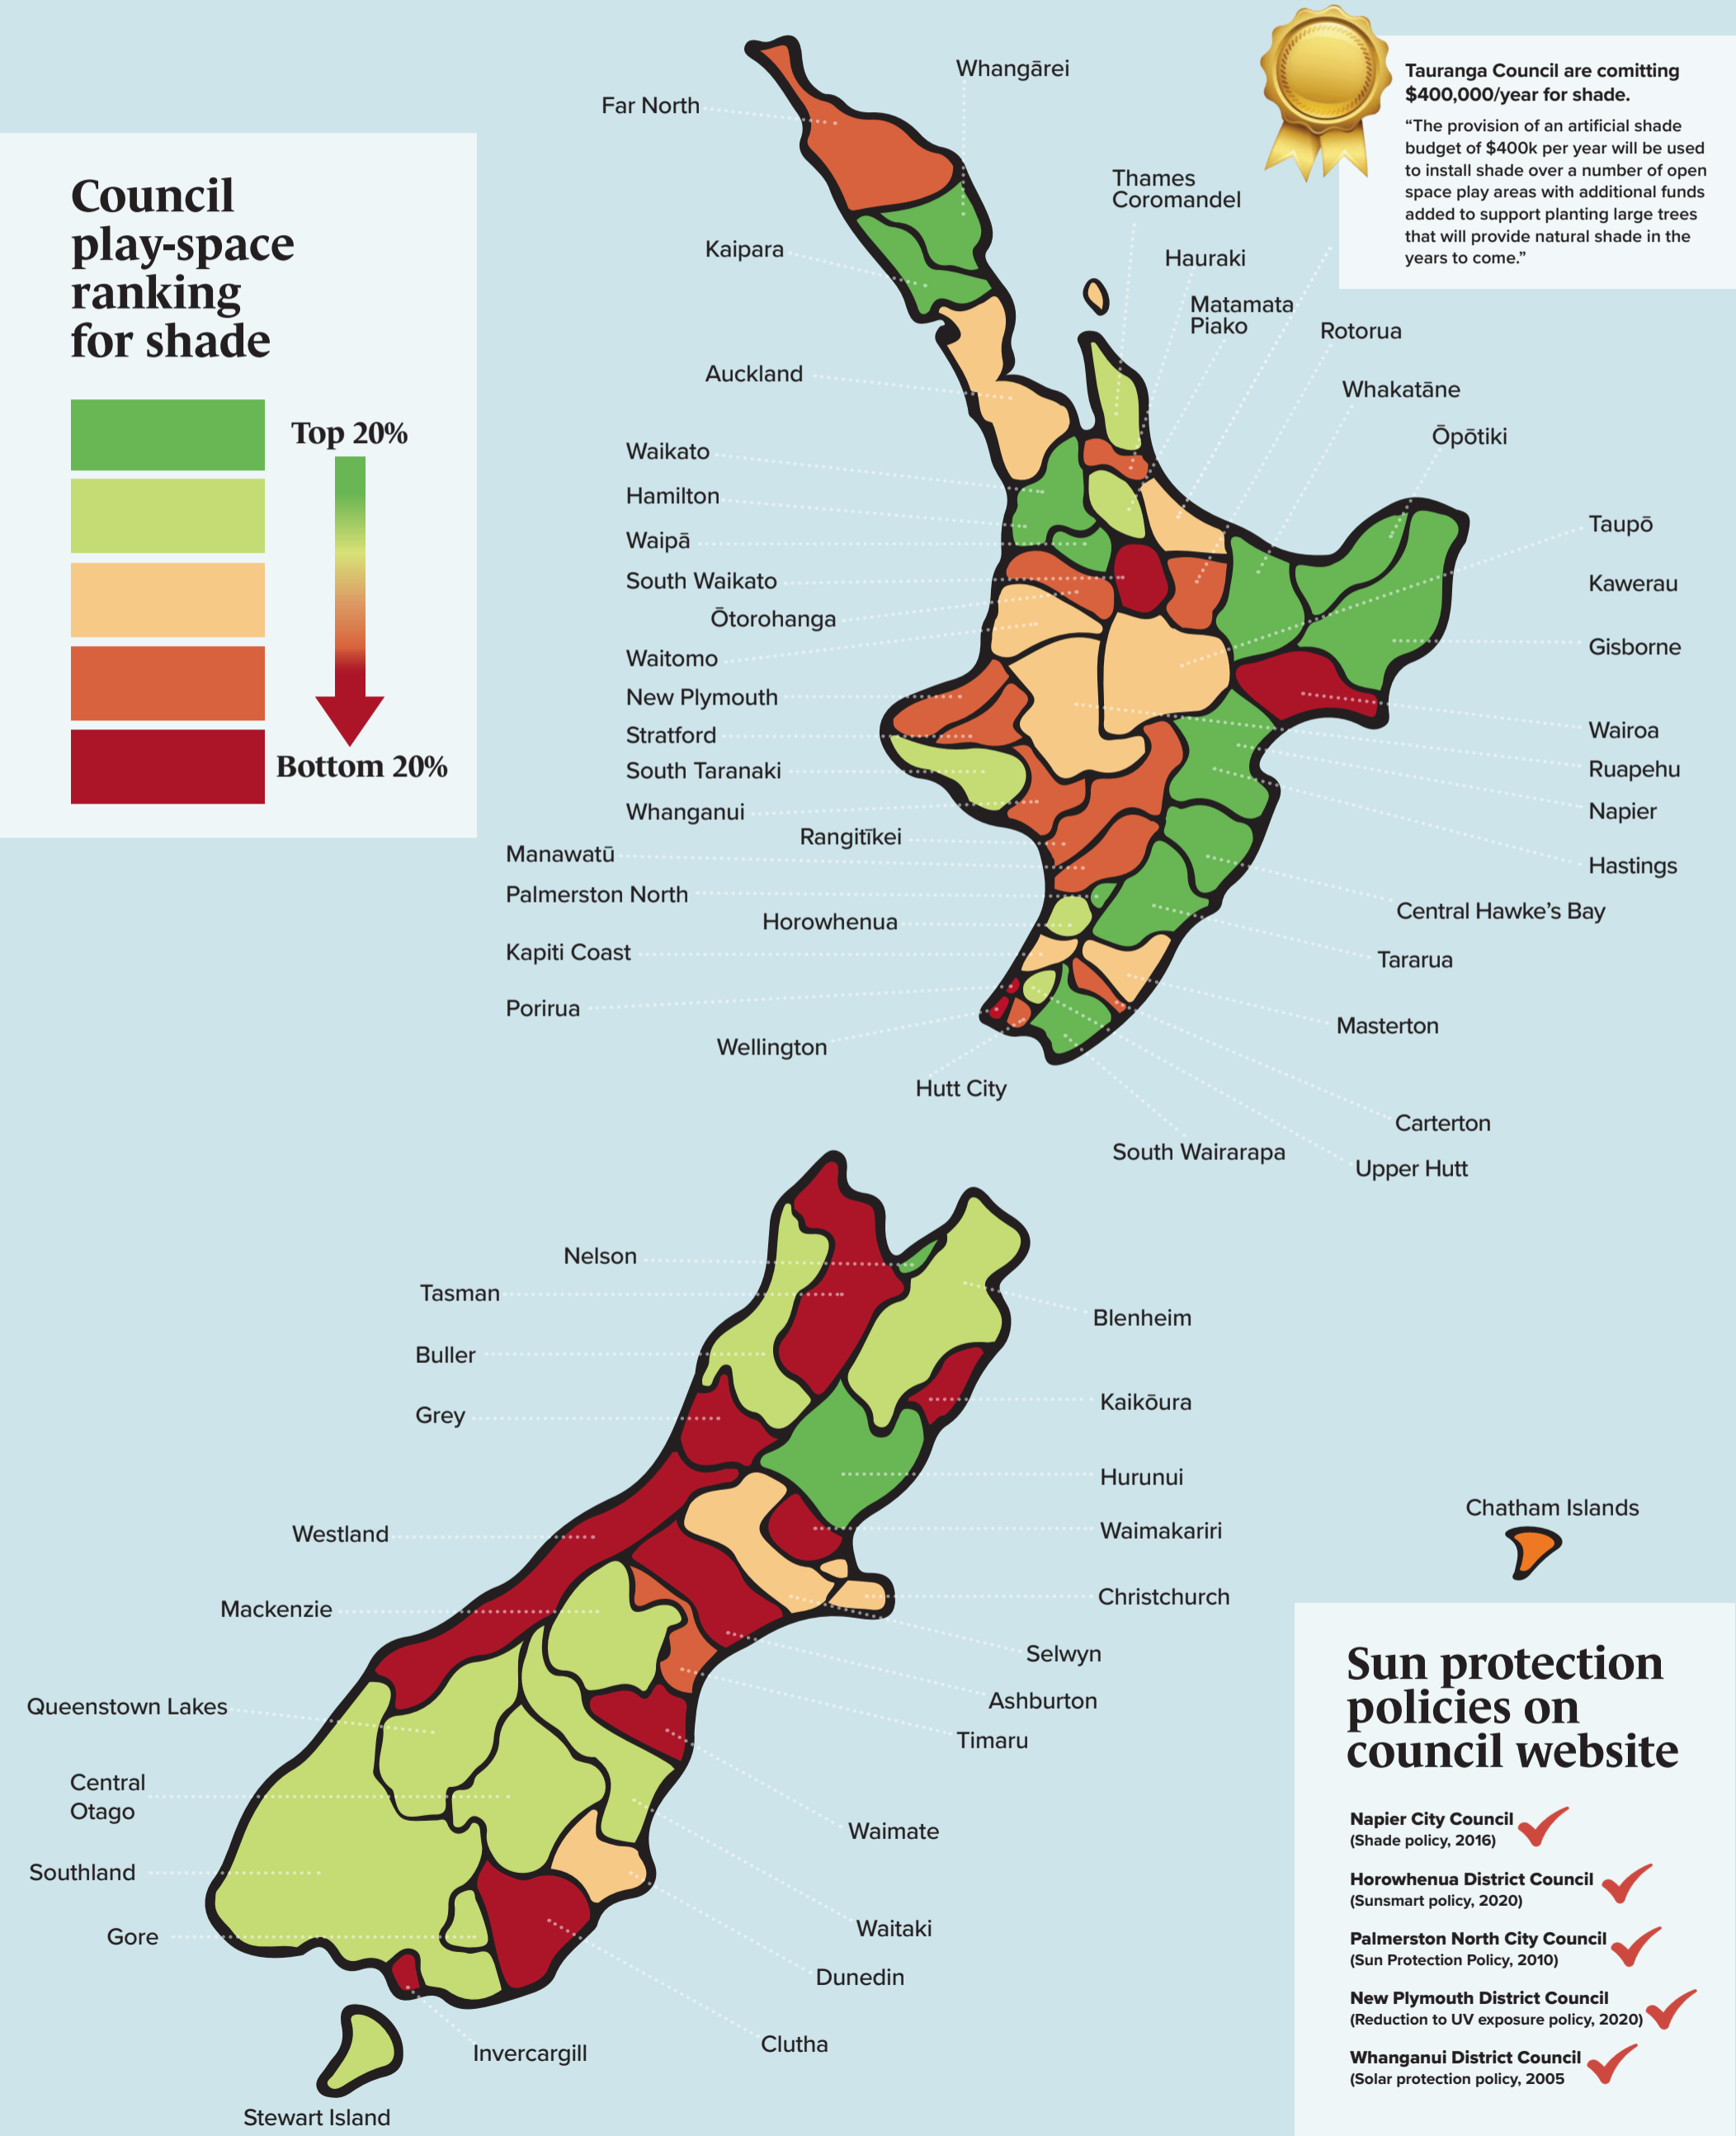 Council
play-space
ranking
for shade
Top 20%
Bottom 20%
Tauranga Council are comitting
$400,000/year for shade.
“The provision of an artificial shade
budget of $400k per year will be used
to install shade over a number of open
space play areas with additional funds
added to support planting large trees
that will provide natural shade in the
years to come.”
Whangārei
Far North
Thames
Coromandel
Kaipara
Hauraki
Matamata
Piako
Rotorua
Auckland
Whakatāne
Ōpōtiki
Waikato
Hamilton
Taupō
Waipā
South Waikato
Kawerau
Ōtorohanga
Gisborne
Waitomo
New Plymouth
Stratford
Wairoa
South Taranaki
Ruapehu
Whanganui
Napier
Rangitīkei
Manawatū
Hastings
Palmerston North
Central Hawke’s Bay
Horowhenua
Kapiti Coast
Tararua
Porirua
Masterton
Wellington
Hutt City
Carterton
South Wairarapa
Upper Hutt
Nelson
Tasman
Blenheim
Buller
Kaikōura
Grey
Hurunui
Chatham Islands
Westland
Waimakariri
Christchurch
Mackenzie
Selwyn
Ashburton
Queenstown Lakes
Timaru
Central
Otago
Waimate
Southland
Waitaki
Gore
Dunedin
Clutha
Invercargill
Stewart Island
Sun protection
policies on
council website
Napier City Council
(Shade policy, 2016)
Horowhenua District Council
(Sunsmart policy, 2020)
Palmerston North City Council
(Sun Protection Policy, 2010)
New Plymouth District Council
(Reduction to UV exposure policy, 2020)
Whanganui District Council
(Solar protection policy, 2005